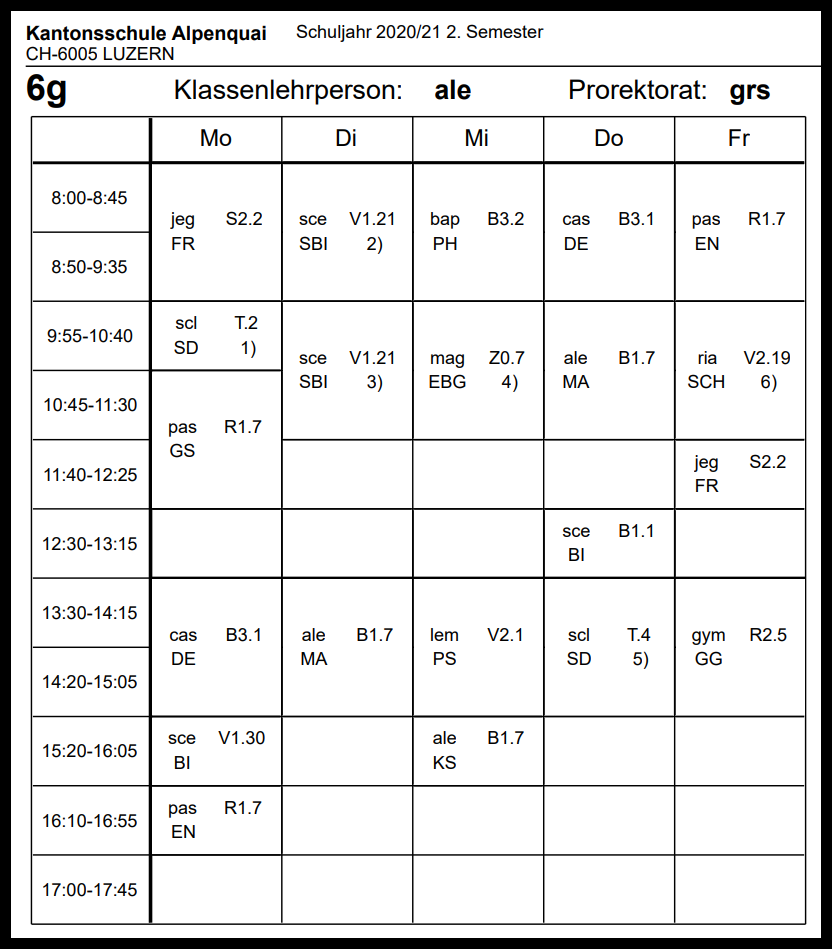 Kantonsschule Alpenquai Schuljahr 2020/21 2. Semester
CH-6005 LUZERN
6g Klassenlehrperson: ale Prorektorat: grs
Mo Di Mi Do Fr
8:00-8:45
jeg S2.2 sce V1.21 bap B3.2 cas B3.1 pas R1.7
FR SBI 2) PH DE EN
8:50-9:35
scl T.2
9:55-10:40
SD 1)
sce V1.21 mag Z0.7 ale B1.7 ria V2.19
SBI 3) EBG 4) MA SCH 6)
10:45-11:30
pas R1.7
GS
jeg S2.2
11:40-12:25
FR
sce B1.1
12:30-13:15
BI
13:30-14:15
cas B3.1 ale B1.7 lem V2.1 scl T.4 gym R2.5
DE MA PS SD 5) GG
14:20-15:05
sce V1.30 ale B1.7
15:20-16:05
BI KS
pas R1.7
16:10-16:55
EN
17:00-17:45